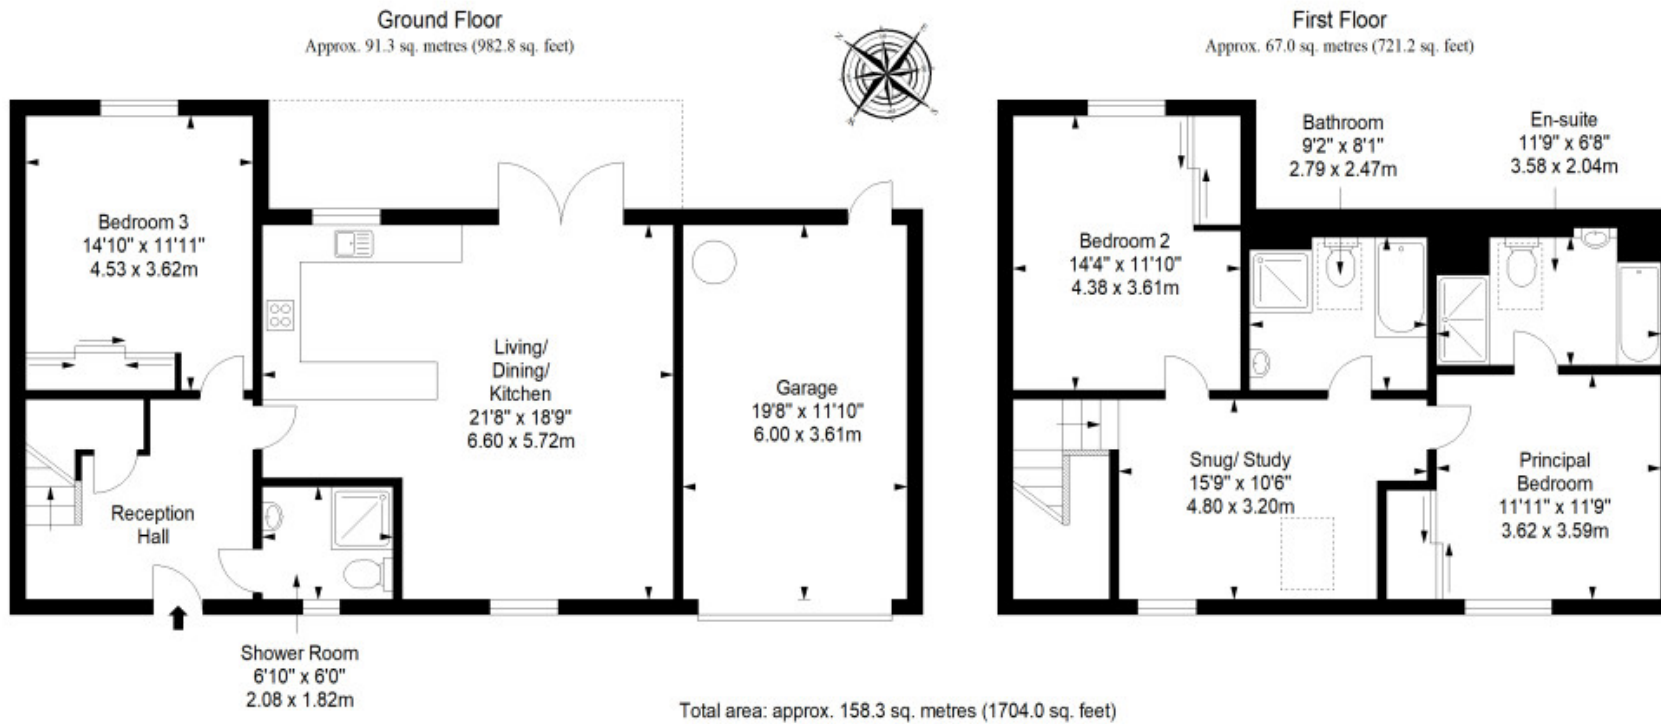 Ground Floor
Approx. 91.3 sq. metres (982.8 sq. feet)
Bedroom 3
14'10" x 11'11"
4.53 x 3.62m
Living/
Dining/
Kitchen
21'8" x 18'9"
6.60 x 5.72m
Garage
19'8" x 11'10"
6.00 x 3.61m
Reception
Hall
Shower Room
6'10" x 6'0"
2.08 x 1.82m
First Floor
Approx. 67.0 sq. metres (721.2 sq. feet)
Bathroom
9'2" x 8'1"
2.79 x 2.47m
En-suite
11'9" x 6'8"
3.58 x 2.04m
Bedroom 2
14'4" x 11'10"
4.38 x 3.61m
Snug/ Study
15'9" x 10'6"
4.80 x 3.20m
Principal
Bedroom
11'11" x 11'9"
3.62 x 3.59m
Total area: approx. 158.3 sq. metres (1704.0 sq. feet)